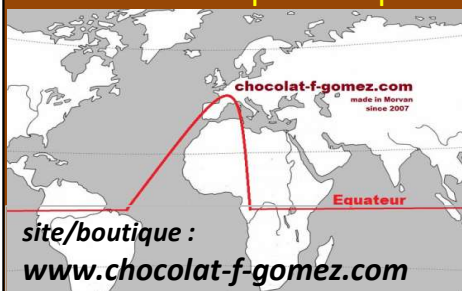 chocolat-f-gomez.com
made in Morvan
since 2007
Equateur
site/boutique :
www.chocolat-f-gomez.com